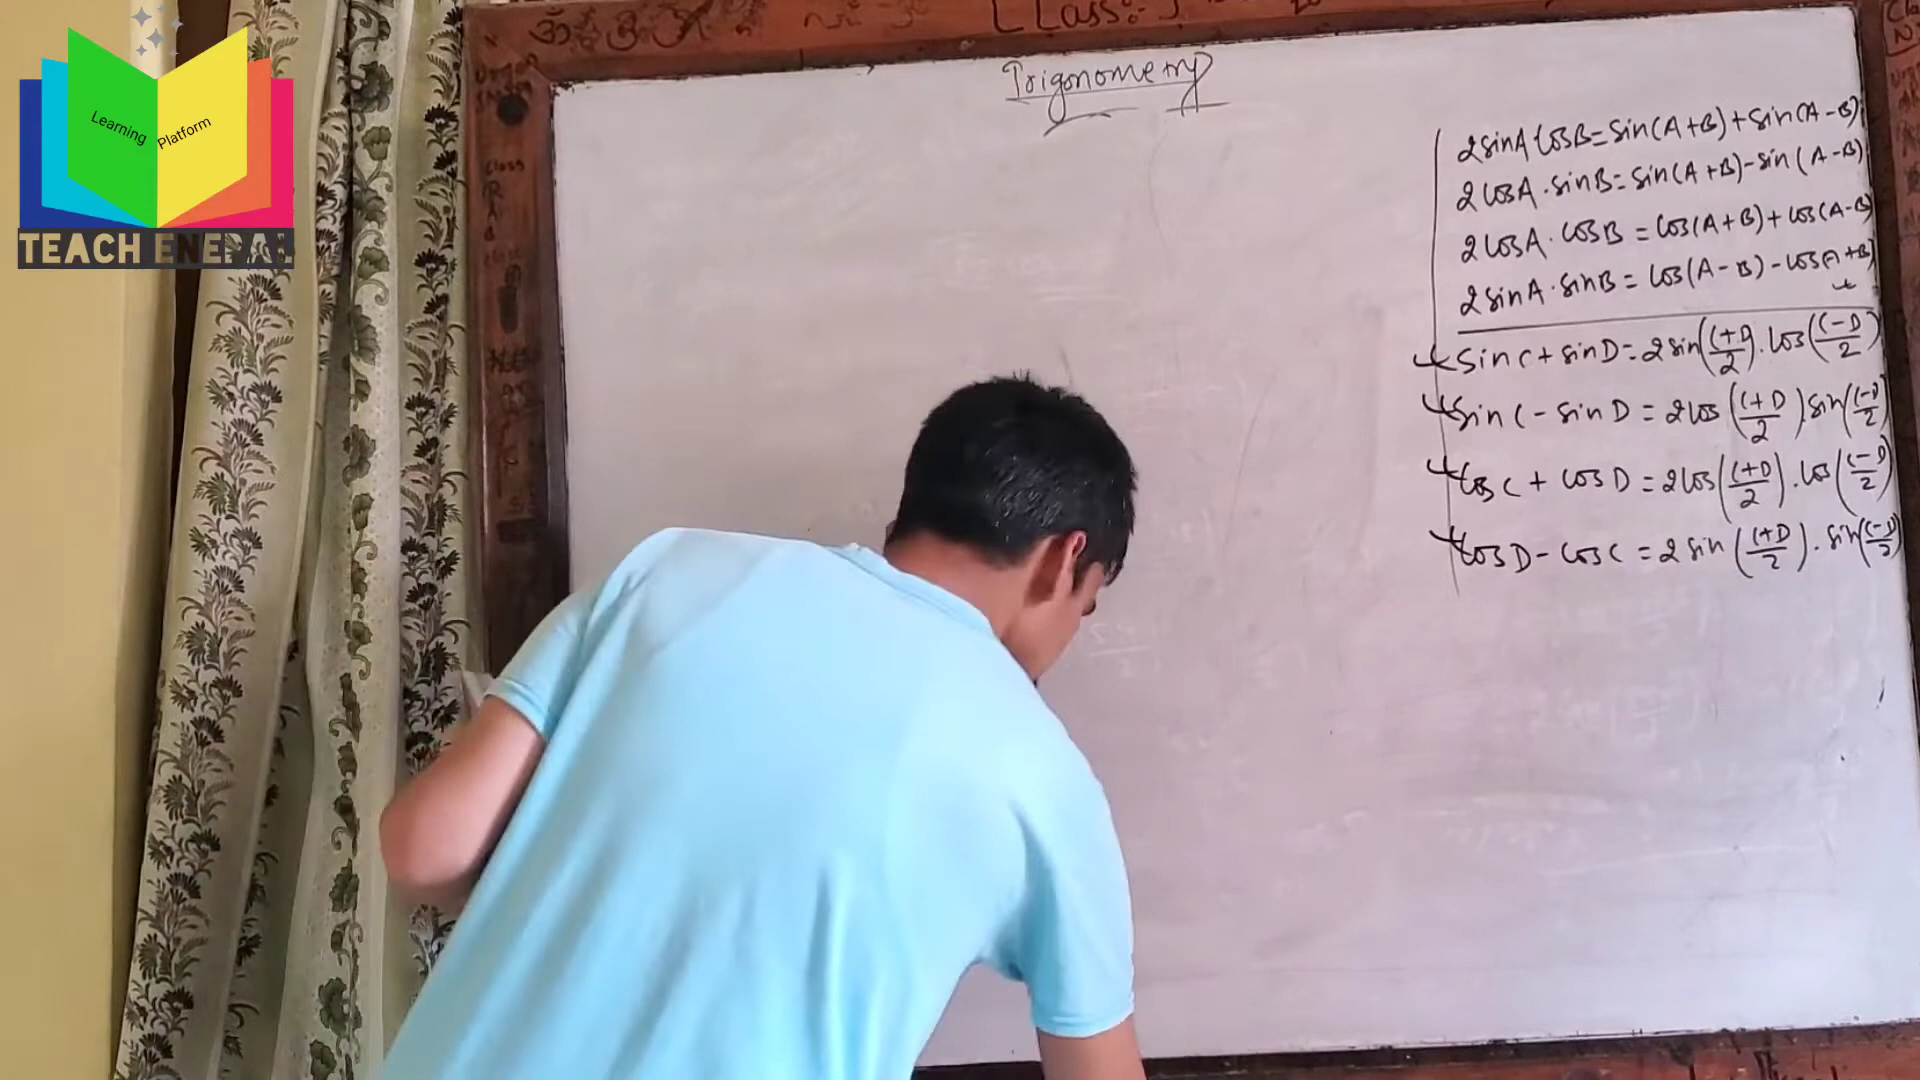 Learning Platform
TEACH ENEPAL
[Class:-
Trigonometry
2sinA cosB=sin(A+B)+sin(A-B)
2cosA.sinB=sin(A+B)-sin(A-B)
2cosA.cosB=cos(A+B)+cos(A-B)
2sinA.sinB=cos(A-B)-cos(A+B)
sinC+sinD=2sin(C+D/2).cos(C-D/2)
sinC-sinD=2cos(C+D/2).sin(C-D/2)
cosC+cosD=2cos(C+D/2).cos(C-D/2)
cosD-cosC=2sin(C+D/2).sin(C-D/2)